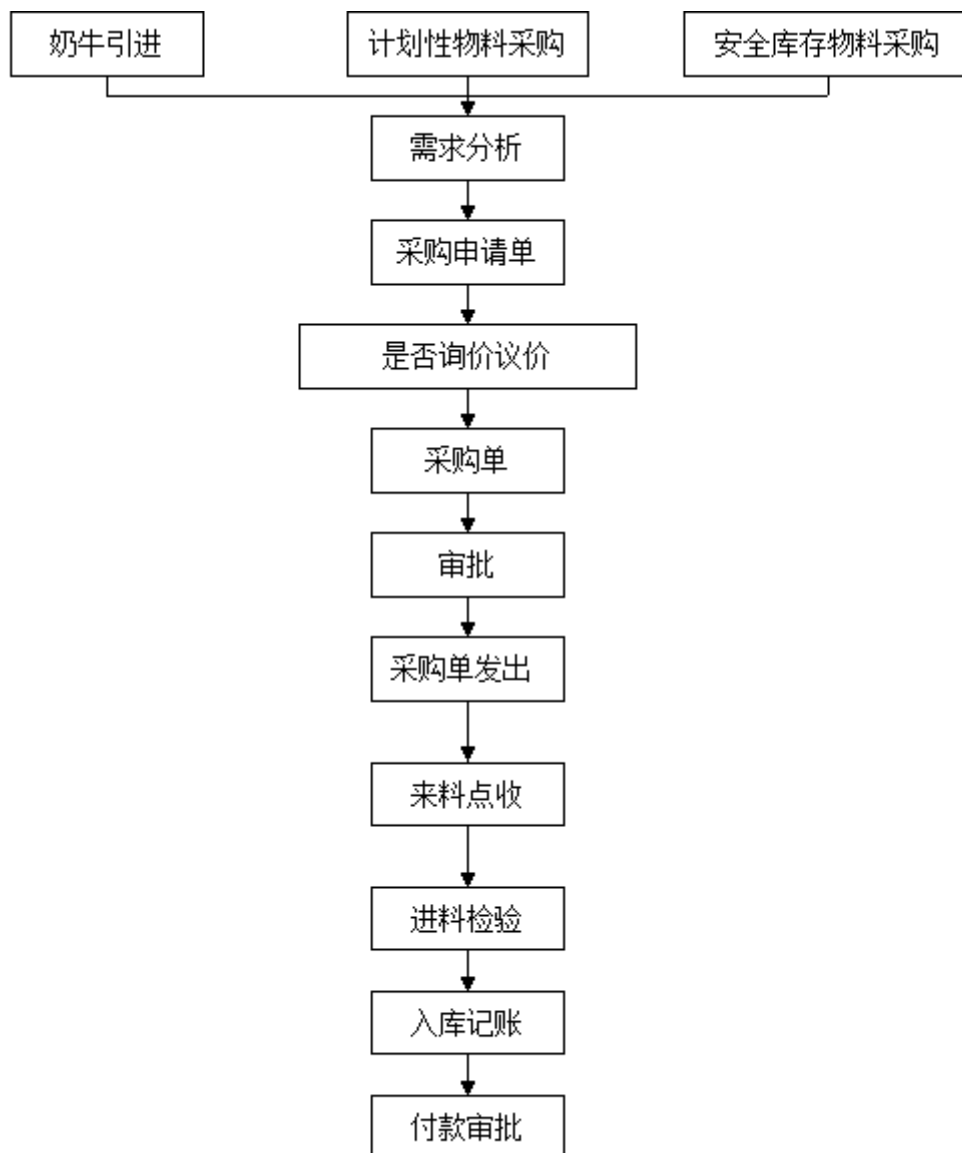 奶牛引进
计划性物料采购
安全库存物料采购
需求分析
采购申请单
是否询价议价
采购单
审批
采购单发出
来料点收
进料检验
入库记账
付款审批